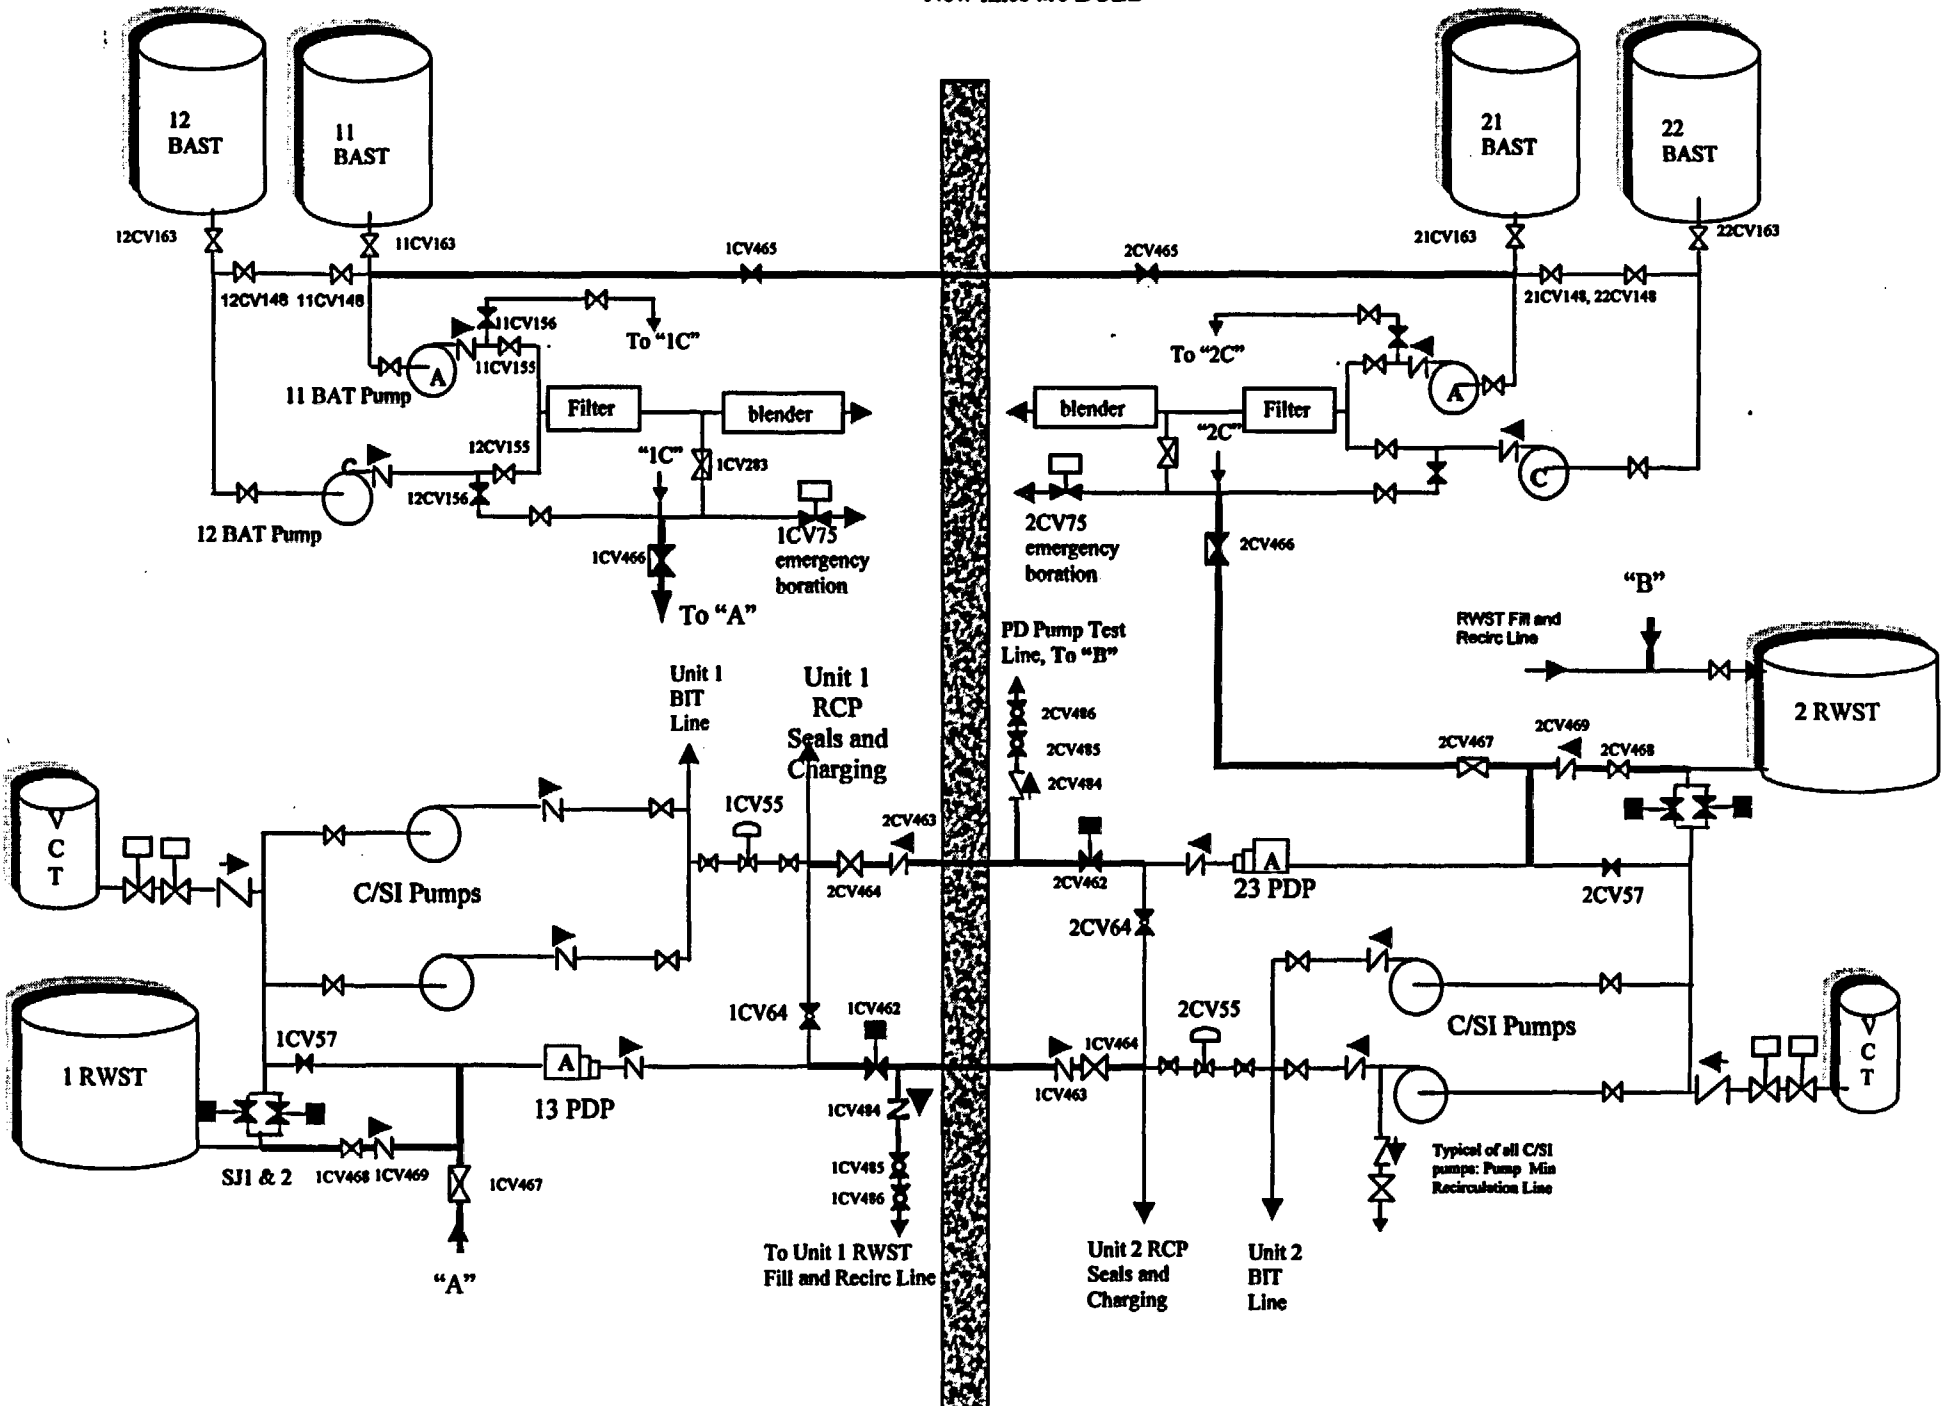 12
BAST
11
BAST
21
BAST
22
BAST
12CV163
11CV163
1CV465
2CV465
21CV163
22CV163
12CV148 11CV148
21CV148, 22CV148
11CV156
To “1C”
To “2C”
11CV155
A
11 BAT Pump
Filter
blender
blender
Filter
A
12CV155
“1C”
1CV283
“2C”
C
12CV156
C
12 BAT Pump
1CV466
1CV75
emergency
boration
2CV75
emergency
boration
2CV466
To “A”
“B”
RWST Fill and
Recirc Line
PD Pump Test
Line, To “B”
Unit 1
BIT
Line
Unit 1
RCP
Seals and
Charging
2CV486
2CV485
2CV484
2 RWST
2CV469
2CV467
2CV468
V
C
T
1CV55
2CV463
2CV464
2CV462
A
23 PDP
2CV57
C/SI Pumps
2CV64
1CV64
1CV462
2CV55
C/SI Pumps
V
C
T
1CV57
1 RWST
A
13 PDP
1CV464
1CV463
1CV484
1CV485
1CV486
SJ1 & 2
1CV468 1CV469
1CV467
Typical of all C/SI
pumps: Pump Min
Recirculation Line
“A”
To Unit 1 RWST
Fill and Recirc Line
Unit 2 RCP
Seals and
Charging
Unit 2
BIT
Line